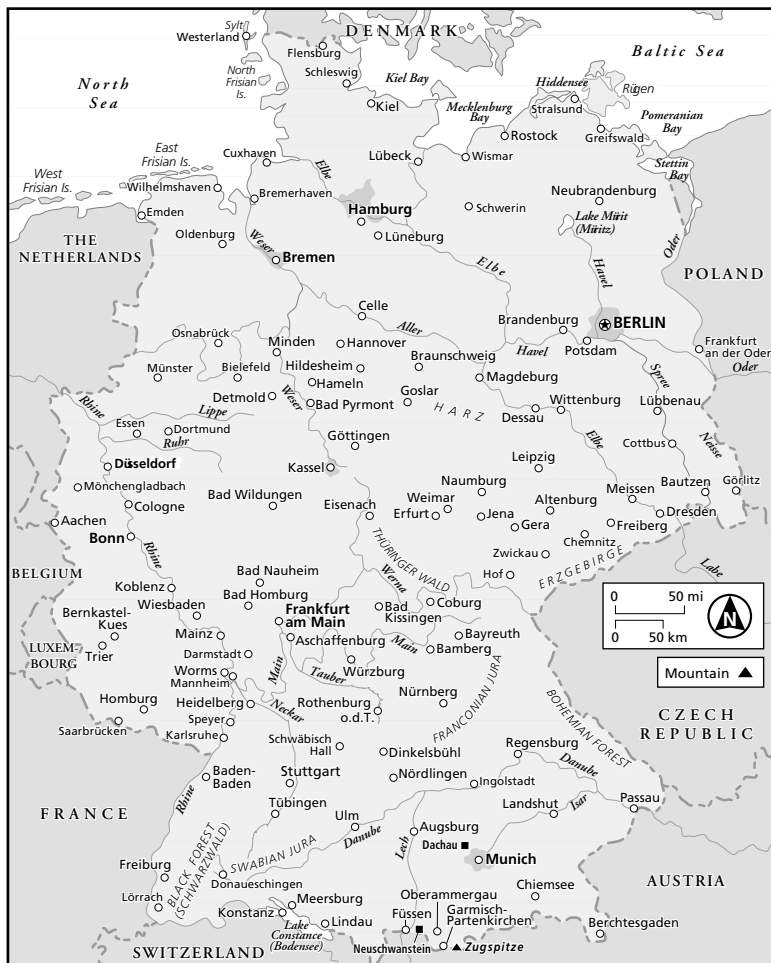 Sylt
Westerland
DENMARK
Flensburg
Schleswig
Baltic Sea
North
Sea
North
Frisian
Is.
Kiel Bay
Kiel
Hiddensee
Rügen
Mecklenburg
Bay
Stralsund
Pomeranian
Bay
Rostock
Greifswald
East
Frisian Is.
Cuxhaven
Elbe
Lübeck
Wismar
Stettin
Bay
West
Frisian Is.
Wilhelmshaven
Bremerhaven
Neubrandenburg
Emden
Hamburg
Schwerin
Lake Mürit
(Müritz)
THE
NETHERLANDS
Oldenburg
Weser
Lüneburg
Oder
Bremen
Elbe
Havel
POLAND
Celle
Aller
Brandenburg
BERLIN
Osnabrück
Minden
Hannover
Havel
Potsdam
Frankfurt
an der Oder
Oder
Braunschweig
Münster
Bielefeld
Hildesheim
Hameln
Magdeburg
Spree
Rhine
Detmold
Weser
Bad Pyrmont
Goslar
HARZ
Wittenburg
Lübbenau
Lippe
Dessau
Essen
Dortmund
Ruhr
Göttingen
Elbe
Cottbus
Neisse
Düsseldorf
Kassel
Leipzig
Mönchengladbach
Naumburg
Meissen
Bautzen
Görlitz
Cologne
Bad Wildungen
Eisenach
Weimar
Erfurt
Jena
Altenburg
Gera
Freiberg
Dresden
Aachen
Bonn
Rhine
Chemnitz
THÜRINGER WALD
Zwickau
ERZGEBIRGE
Labe
BELGIUM
Bad Nauheim
Werna
Hof
Koblenz
Bad Homburg
Wiesbaden
Frankfurt
am Main
Bad
Kissingen
Coburg
0 50 mi
0 50 km
N
Bernkastel-
Kues
Mainz
Aschaffenburg
Main
Bayreuth
Bamberg
LUXEM-
BOURG
Trier
Darmstadt
Main
Würzburg
Mountain
Worms
Mannheim
Tauber
Nürnberg
FRANCONIAN JURA
BOHEMIAN FOREST
Homburg
Heidelberg
Neckar
Rothenburg
o.d.T.
CZECH
REPUBLIC
Saarbrücken
Speyer
Karlsruhe
Schwäbisch
Hall
Dinkelsbühl
Regensburg
Danube
Baden-
Baden
Stuttgart
Nördlingen
Ingolstadt
FRANCE
Rhine
Tübingen
Landshut
Isar
Passau
Ulm
Danube
Lech
Augsburg
Dachau
Munich
BLACK FOREST
(SCHWARZWALD)
SWABIAN JURA
Freiburg
Donaueschingen
Oberammergau
Chiemsee
AUSTRIA
Lörrach
Meersburg
Konstanz
Lindau
Füssen
Garmisch-
Partenkirchen
Berchtesgaden
SWITZERLAND
Lake
Constance
(Bodensee)
Neuschwanstein
Zugspitze